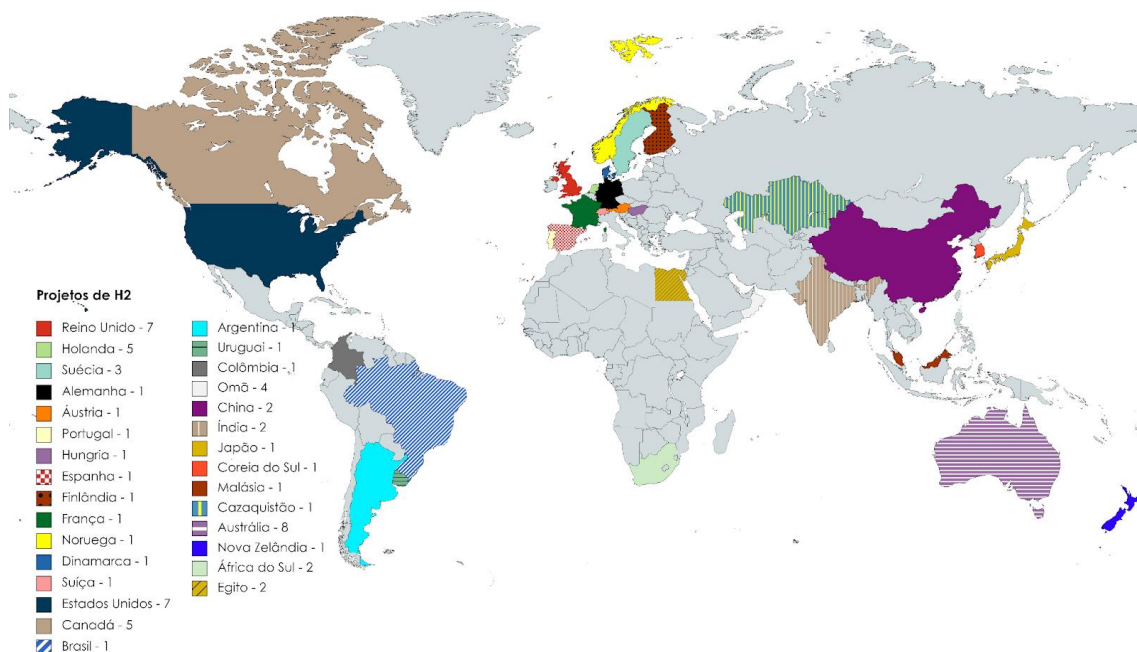 Projetos de H2
Reino Unido - 7
Holanda - 5
Suécia - 3
Alemanha - 1
Áustria - 1
Portugal - 1
Hungria - 1
Espanha - 1
Finlândia - 1
França - 1
Noruega - 1
Dinamarca - 1
Suíça - 1
Estados Unidos - 7
Canadá - 5
Brasil - 1
Argentina - 1
Uruguai - 1
Colômbia - 1
Omã - 4
China - 2
Índia - 2
Japão - 1
Coreia do Sul - 1
Malásia - 1
Cazaquistão - 1
Austrália - 8
Nova Zelândia - 1
África do Sul - 2
Egito - 2